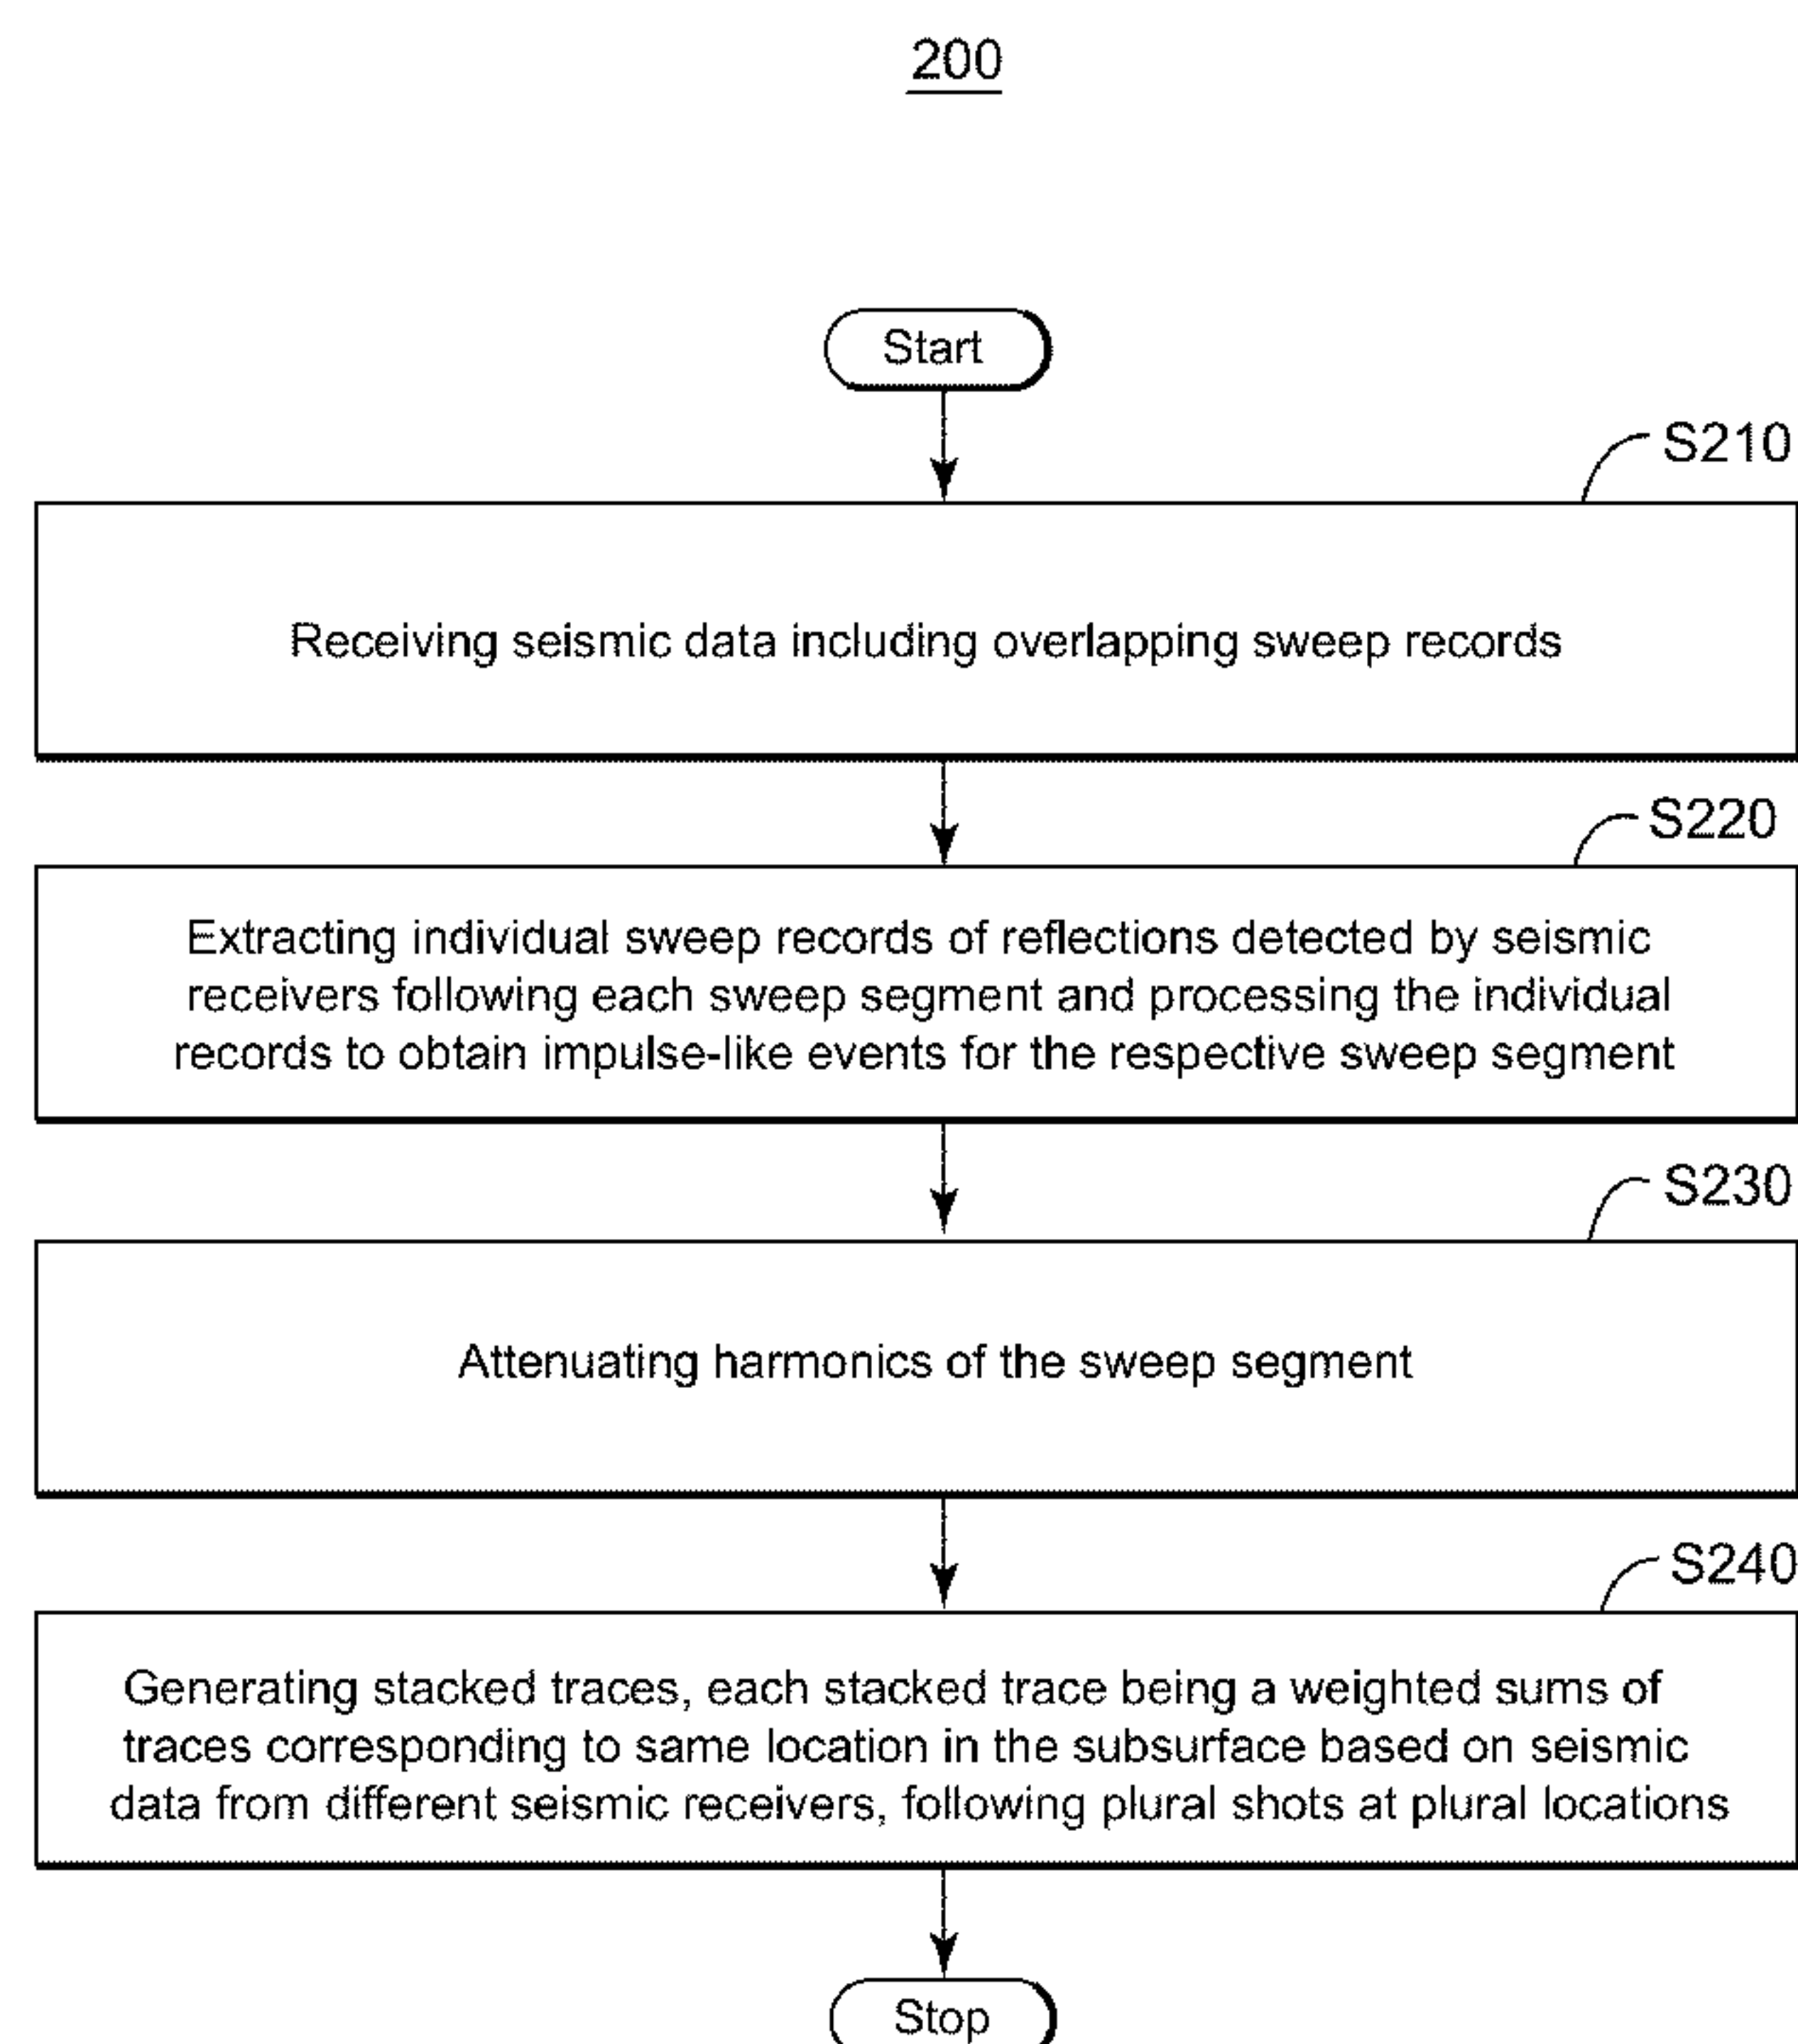 200
Start
S210
Receiving seismic data including overlapping sweep records
S220
Extracting individual sweep records of reflections detected by seismic
receivers following each sweep segment and processing the individual
records to obtain impulse-like events for the respective sweep segment
S230
Attenuating harmonics of the sweep segment
S240
Generating stacked traces, each stacked trace being a weighted sums of
traces corresponding to same location in the subsurface based on seismic
data from different seismic receivers, following plural shots at plural locations
Stop